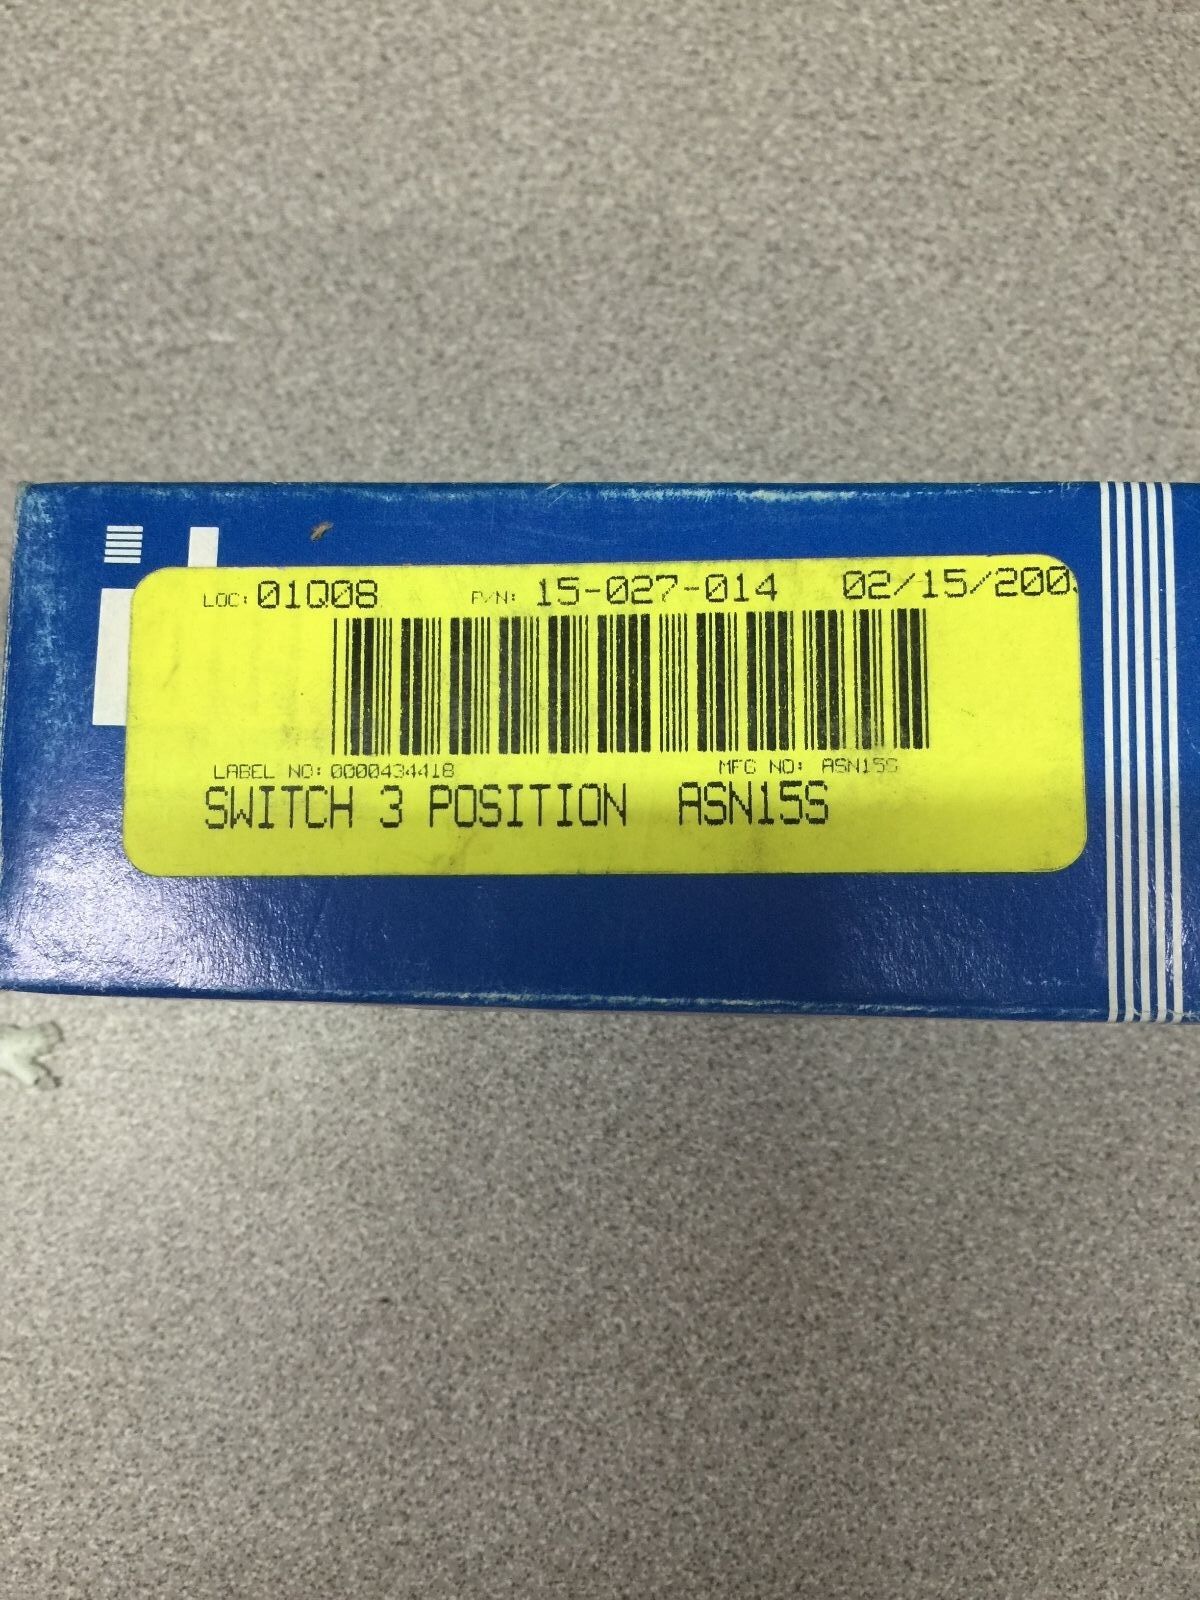 LOC: 01Q08 P/N: 15-027-014 02/15/200
LABEL NO: 0000434418 MFG NO: ASN15S
SWITCH 3 POSITION ASN15S